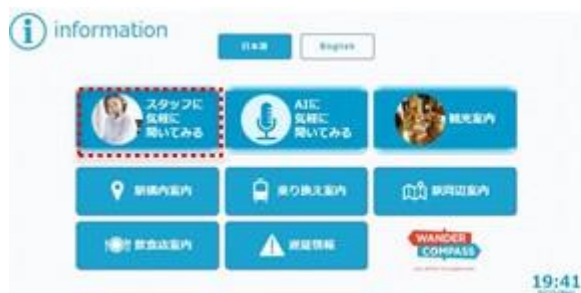 information
日本語
English
スタッフに
気軽に
聞いてみる
AIに
気軽に
聞いてみる
観光案内
駅構内案内
乗り換え案内
駅周辺案内
飲食店案内
遅延情報
WANDER
COMPASS
19:41